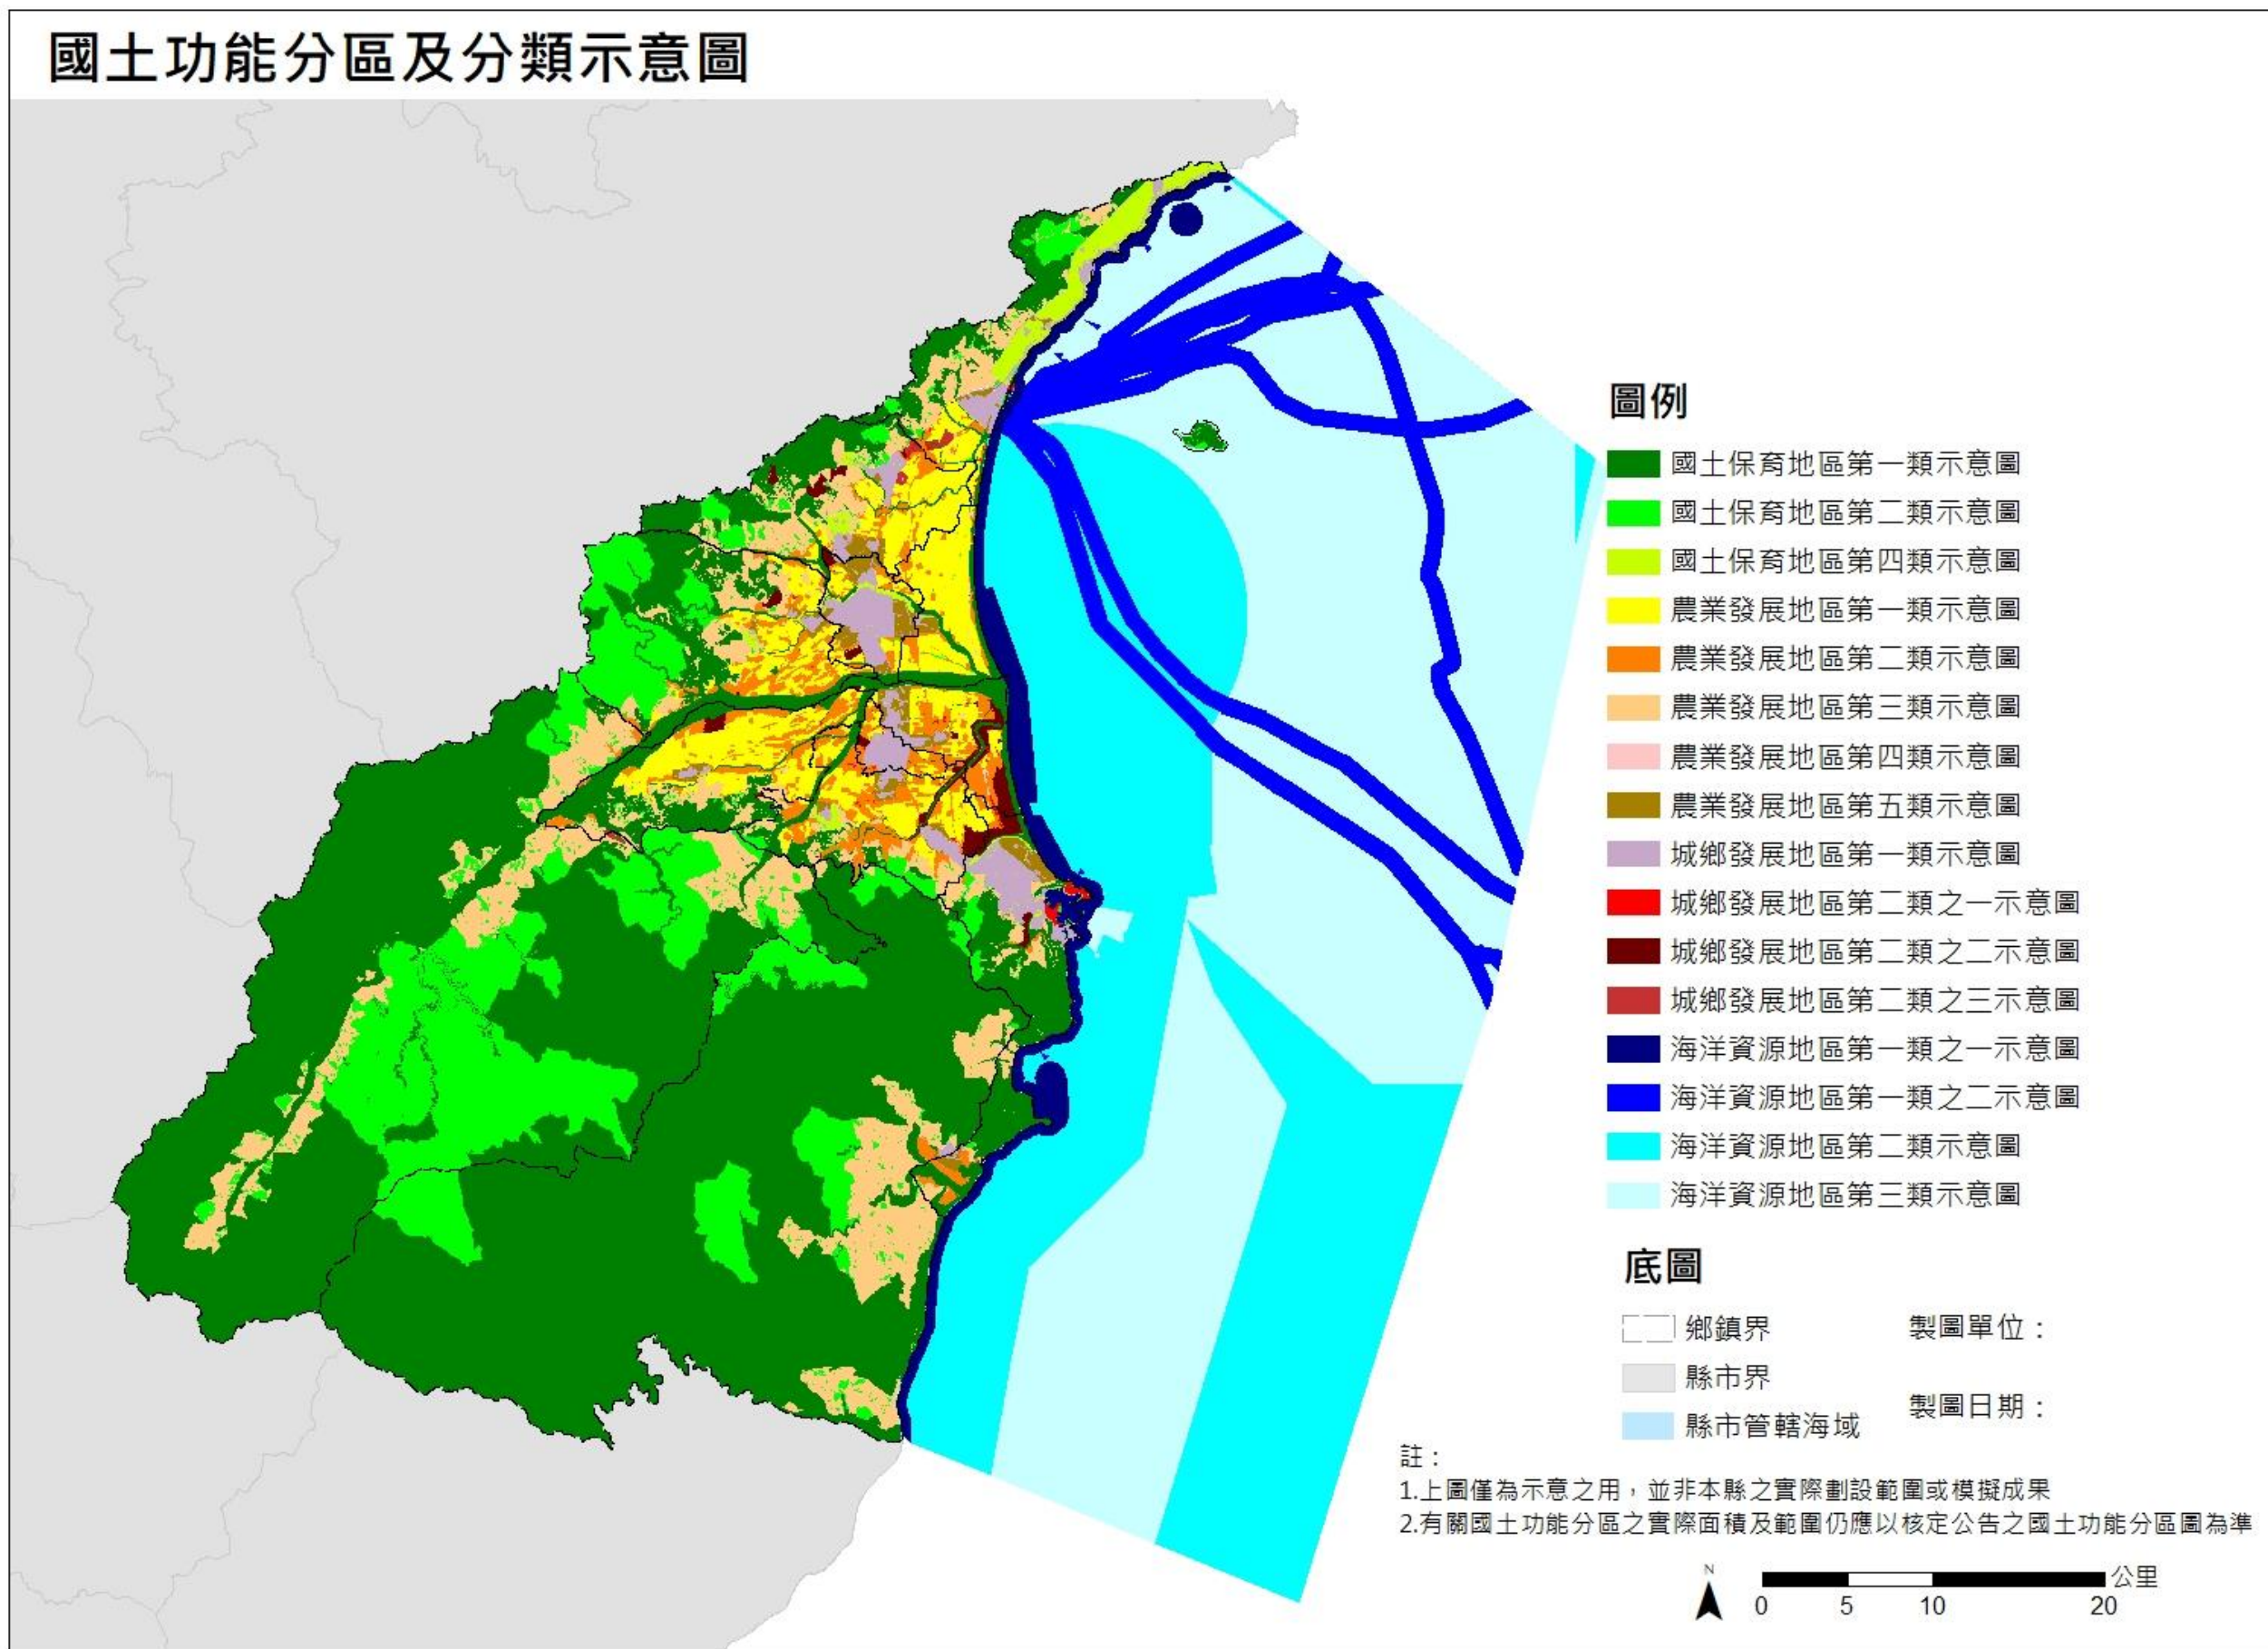 國土功能分區及分類示意圖
圖例
國土保育地區第一類示意圖
國土保育地區第二類示意圖
國土保育地區第四類示意圖
農業發展地區第一類示意圖
農業發展地區第二類示意圖
農業發展地區第三類示意圖
農業發展地區第四類示意圖
農業發展地區第五類示意圖
城鄉發展地區第一類示意圖
城鄉發展地區第二類之一示意圖
城鄉發展地區第二類之二示意圖
城鄉發展地區第二類之三示意圖
海洋資源地區第一類之一示意圖
海洋資源地區第一類之二示意圖
海洋資源地區第二類示意圖
海洋資源地區第三類示意圖
底圖
鄉鎮界 製圖單位：
縣市界
製圖日期：
縣市管轄海域
註：
1.上圖僅為示意之用，並非本縣之實際劃設範圍或模擬成果
2.有關國土功能分區之實際面積及範圍仍應以核定公告之國土功能分區圖為準
N
公里
0 5 10 20